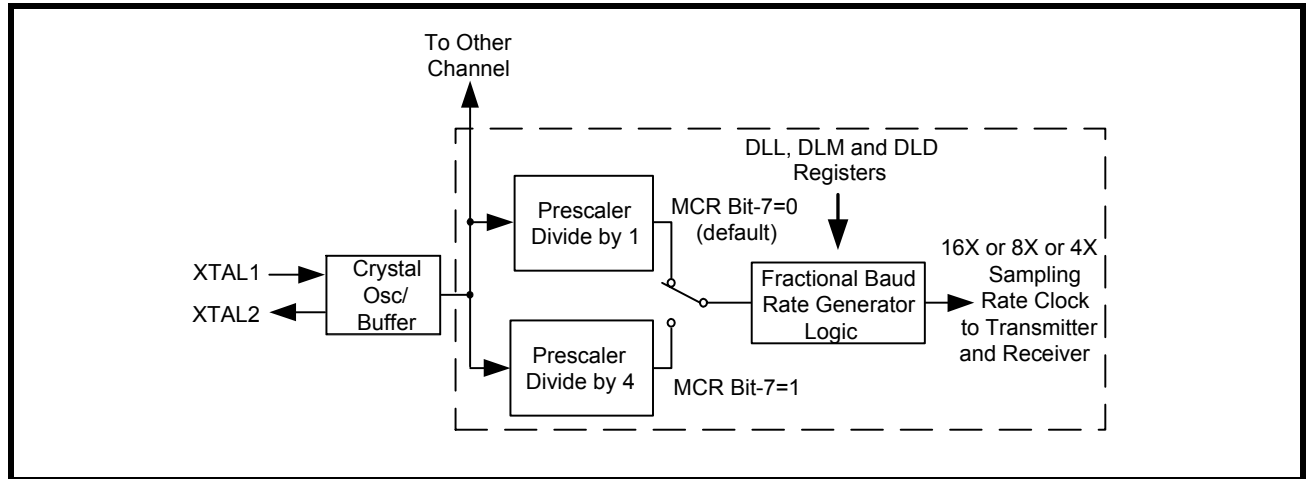 To Other
Channel
DLL, DLM and DLD
Registers
Prescaler
Divide by 1
MCR Bit-7=0
(default)
16X or 8X or 4X
Sampling
Rate Clock
to Transmitter
and Receiver
XTAL1
XTAL2
Crystal
Osc/
Buffer
Fractional Baud
Rate Generator
Logic
Prescaler
Divide by 4
MCR Bit-7=1